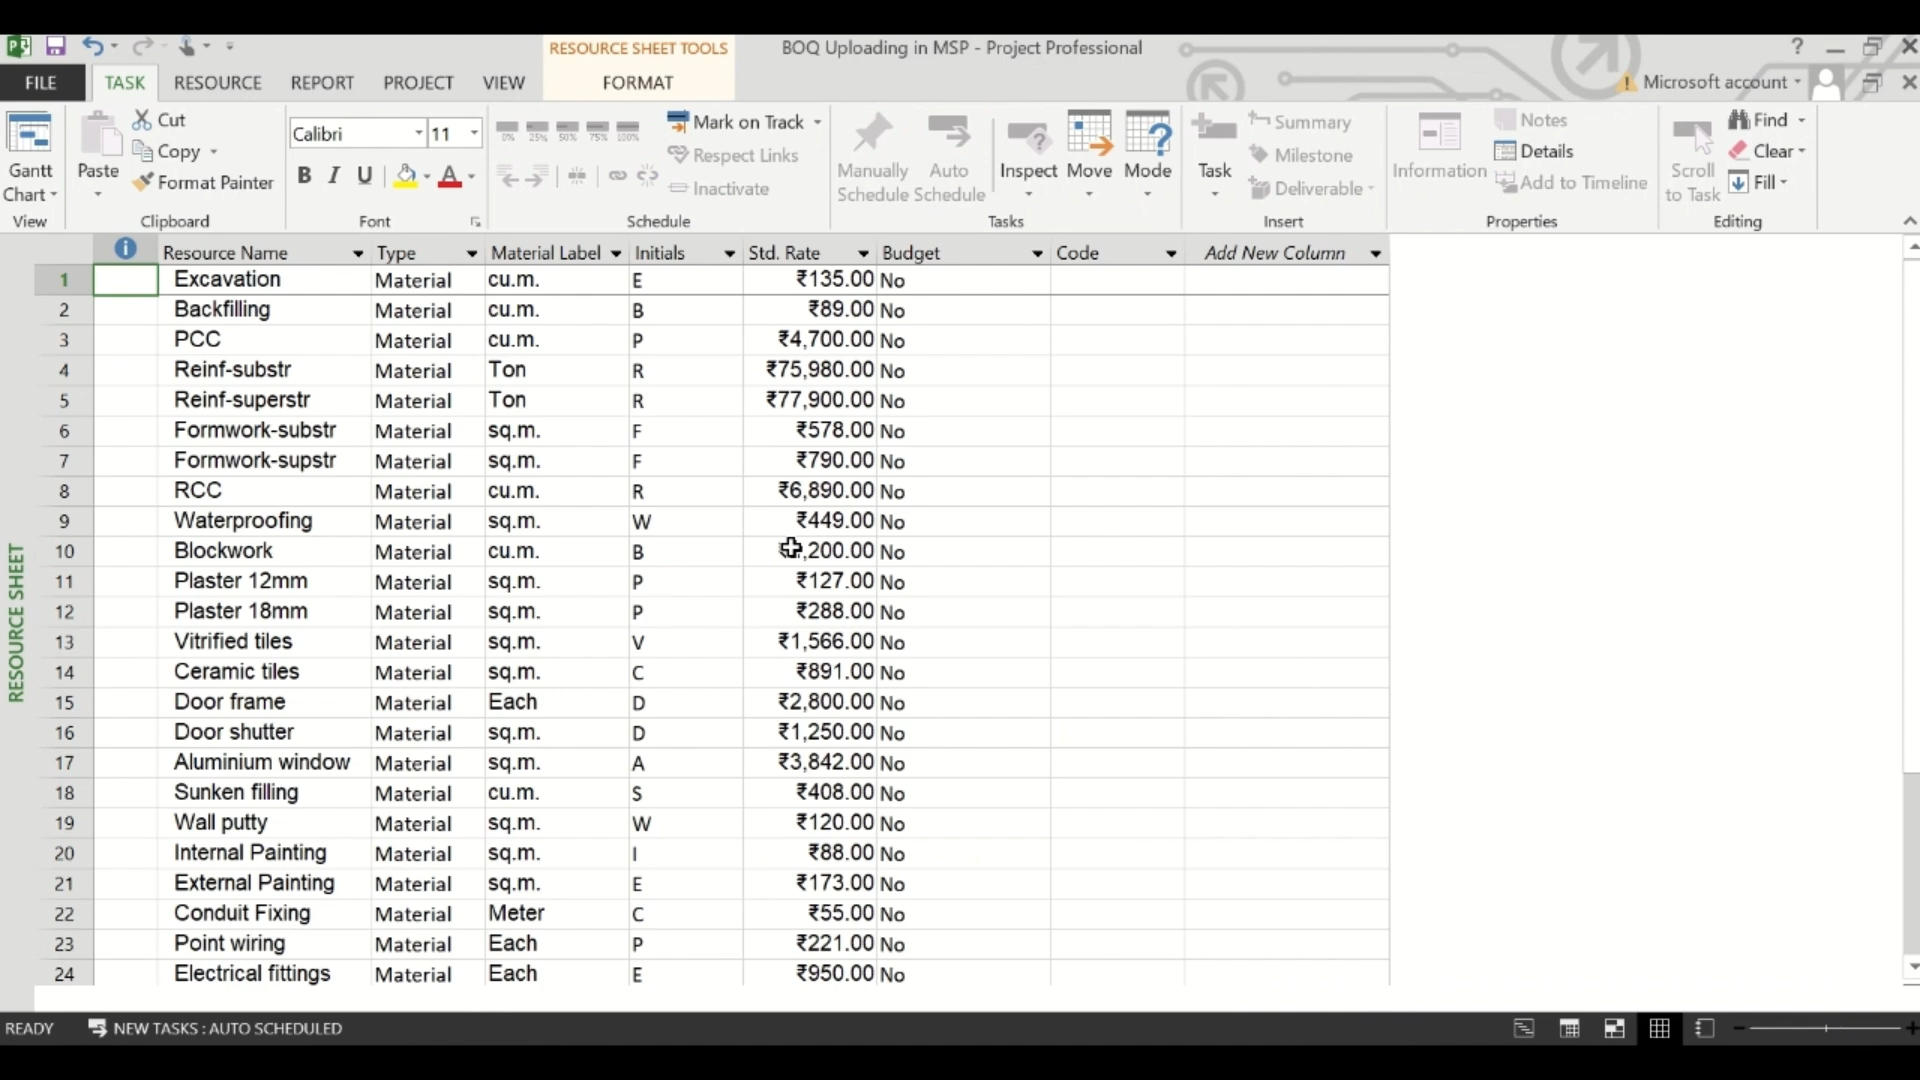 RESOURCE SHEET TOOLS BOQ Uploading in MSP - Project Professional ?
FILE TASK RESOURCE REPORT PROJECT VIEW FORMAT Microsoft account
Gantt Chart
View
Paste
Cut
Copy
Format Painter
Clipboard
Calibri 11
B I U A
Font
0% 25% 50% 75% 100%
Mark on Track
Respect Links
Inactivate
Schedule
Manually Schedule
Auto Schedule
Inspect Move Mode
Tasks
Task
Summary
Milestone
Deliverable
Insert
Information
Notes
Details
Add to Timeline
Properties
Scroll to Task
Find
Clear
Fill
Editing
RESOURCE SHEET
Resource Name Type Material Label Initials Std. Rate Budget Code Add New Column
1 Excavation Material cu.m. E ₹135.00 No
2 Backfilling Material cu.m. B ₹89.00 No
3 PCC Material cu.m. P ₹4,700.00 No
4 Reinf-substr Material Ton R ₹75,980.00 No
5 Reinf-superstr Material Ton R ₹77,900.00 No
6 Formwork-substr Material sq.m. F ₹578.00 No
7 Formwork-supstr Material sq.m. F ₹790.00 No
8 RCC Material cu.m. R ₹6,890.00 No
9 Waterproofing Material sq.m. W ₹449.00 No
10 Blockwork Material cu.m. B ,200.00 No
11 Plaster 12mm Material sq.m. P ₹127.00 No
12 Plaster 18mm Material sq.m. P ₹288.00 No
13 Vitrified tiles Material sq.m. V ₹1,566.00 No
14 Ceramic tiles Material sq.m. C ₹891.00 No
15 Door frame Material Each D ₹2,800.00 No
16 Door shutter Material sq.m. D ₹1,250.00 No
17 Aluminium window Material sq.m. A ₹3,842.00 No
18 Sunken filling Material cu.m. S ₹408.00 No
19 Wall putty Material sq.m. W ₹120.00 No
20 Internal Painting Material sq.m. I ₹88.00 No
21 External Painting Material sq.m. E ₹173.00 No
22 Conduit Fixing Material Meter C ₹55.00 No
23 Point wiring Material Each P ₹221.00 No
24 Electrical fittings Material Each E ₹950.00 No
READY NEW TASKS : AUTO SCHEDULED